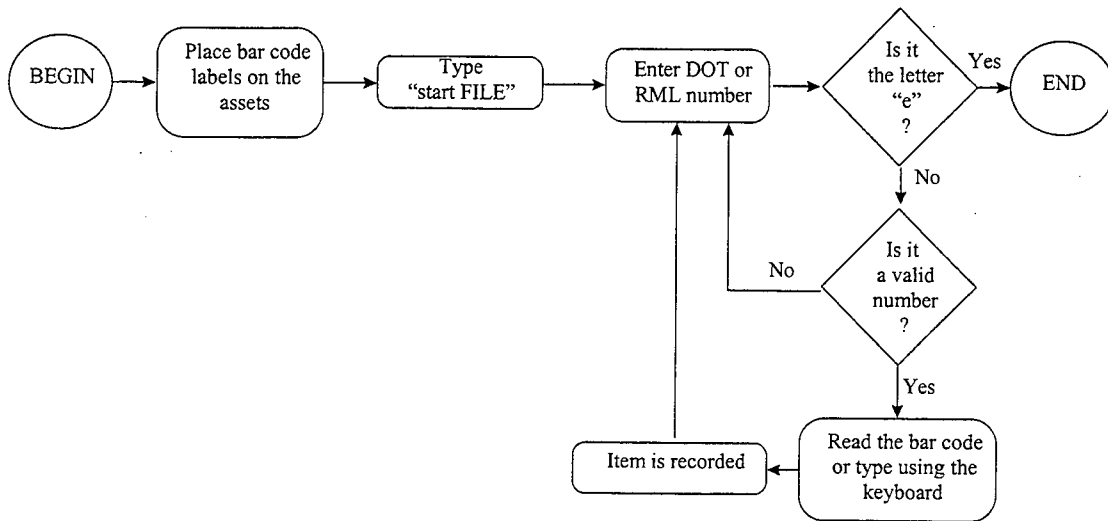 BEGIN
Place bar code
labels on the
assets
Type
“start FILE”
Enter DOT or
RML number
Is it
the letter
“e”
?
Yes
END
No
Is it
a valid
number
?
No
Yes
Read the bar code
or type using the
keyboard
Item is recorded